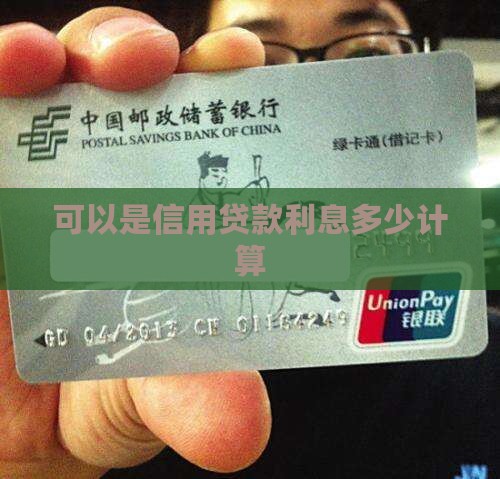 中国邮政储蓄银行
POSTAL SAVINGS BANK OF CHINA
绿卡通(借记卡)
可以是信用贷款利息多少计
算
UnionPay
银联